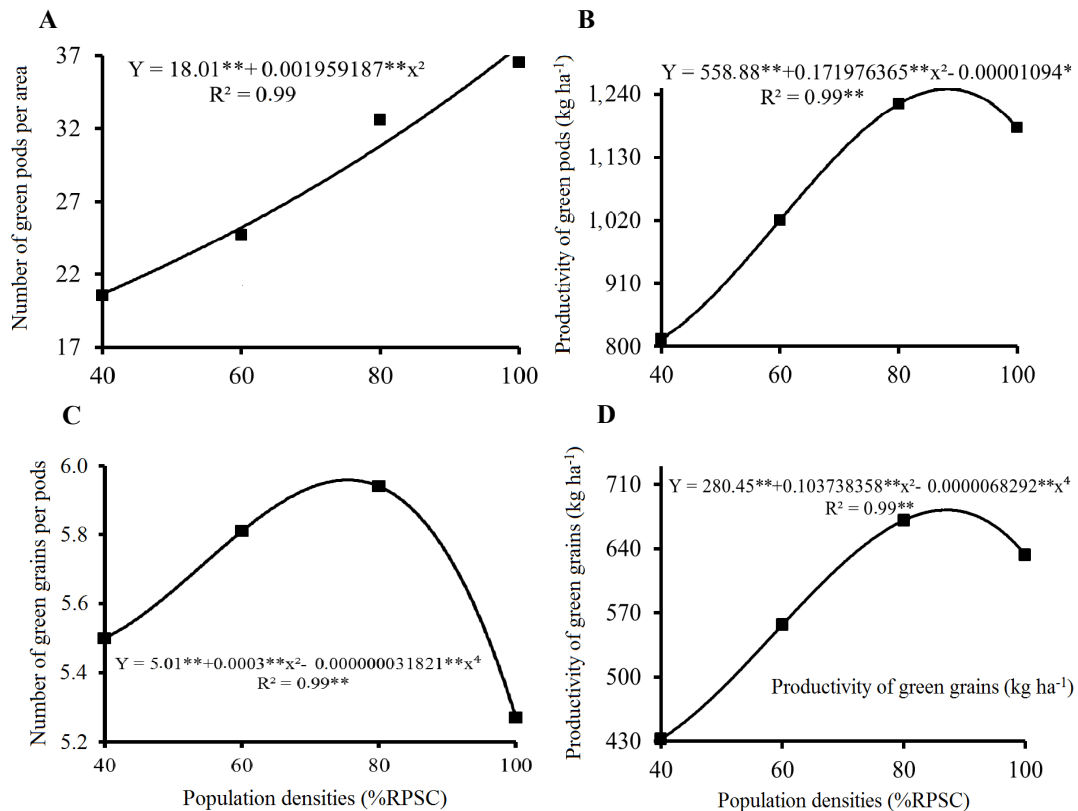 A
Number of green pods per area
Y = 18.01**+ 0.001959187**x²
R² = 0.99
37
32
27
22
17
40 60 80 100
B
Productivity of green pods (kg ha⁻¹)
Y = 558.88**+0.171976365**x²- 0.00001094*
R² = 0.99**
1,240
1,130
1,020
910
800
40 60 80 100
C
Number of green grains per pods
6.0
5.8
5.6
5.4
5.2
Y = 5.01**+0.0003**x²- 0.000000031821**x⁴
R² = 0.99**
40 60 80 100
Population densities (%RPSC)
D
Productivity of green grains (kg ha⁻¹)
Y = 280.45**+0.103738358**x²- 0.0000068292**x⁴
R² = 0.99**
710
640
570
500
430
Productivity of green grains (kg ha⁻¹)
40 60 80 100
Population densities (%RPSC)